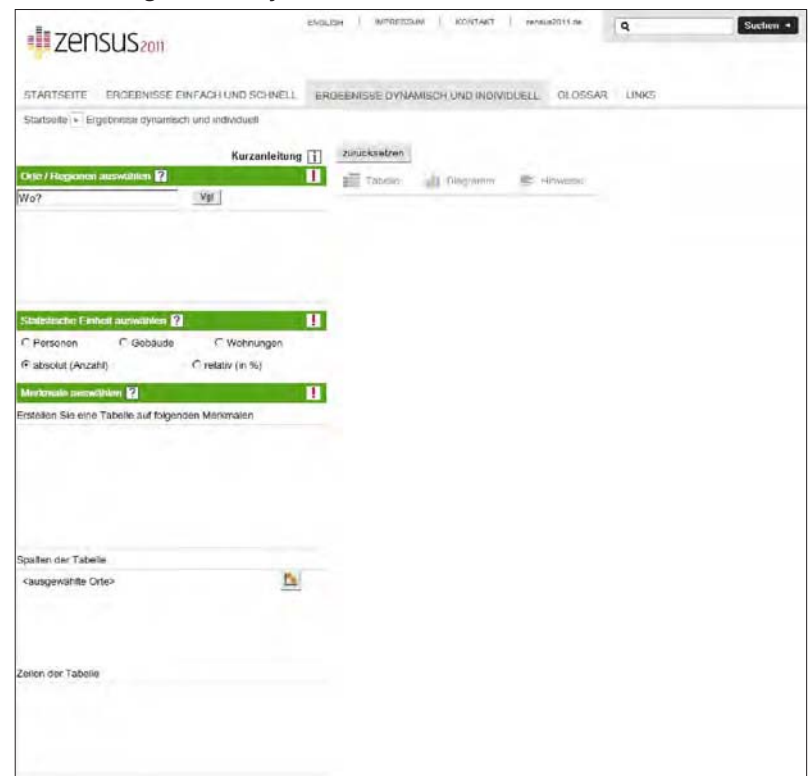 ENGLISH | IMPRESSUM | KONTAKT | zensus2011.de
Suchen
zensus2011
STARTSEITE ERGEBNISSE EINFACH UND SCHNELL ERGEBNISSE DYNAMISCH UND INDIVIDUELL GLOSSAR LINKS
Startseite Ergebnisse dynamisch und individuell
Kurzanleitung i zurücksetzen
Orte / Regionen auswählen ? !
Tabelle Diagramm Hinweise
Wo? Vgl
Statistische Einheit auswählen ? !
Personen Gebäude Wohnungen
absolut (Anzahl) relativ (in %)
Merkmale auswählen ? !
Erstellen Sie eine Tabelle auf folgenden Merkmalen
Spalten der Tabelle
<ausgewählte Orte>
Zeilen der Tabelle